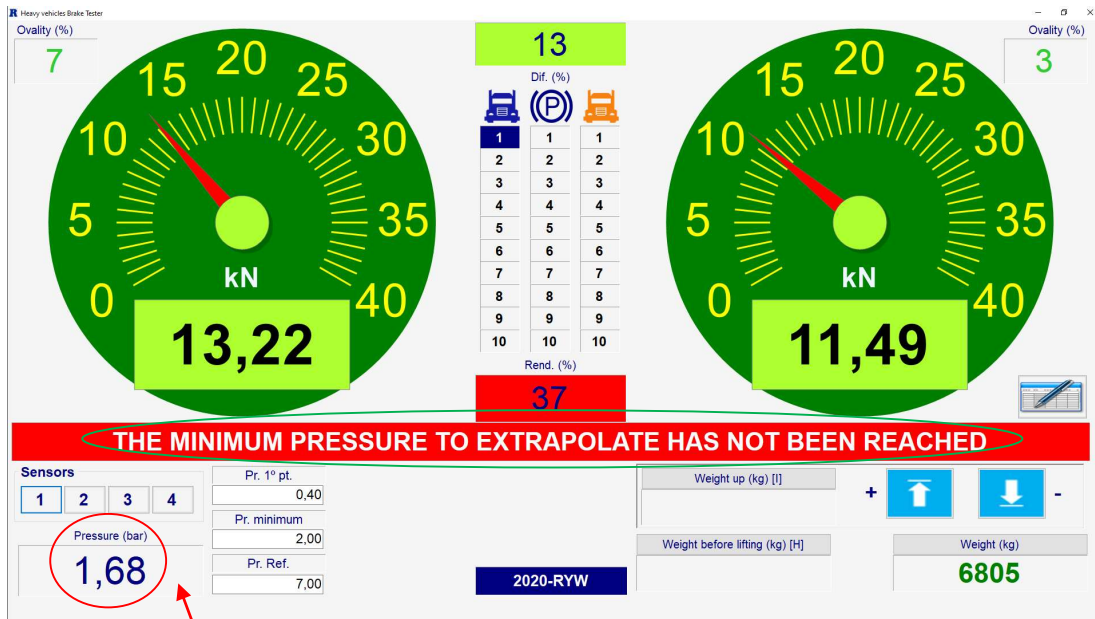 R Heavy vehicles Brake Tester
Ovality (%)
7
0
5
10
15
20
25
30
35
40
kN
13,22
13
Dif. (%)
P
1 1 1
2 2 2
3 3 3
4 4 4
5 5 5
6 6 6
7 7 7
8 8 8
9 9 9
10 10 10
Rend. (%)
37
Ovality (%)
3
0
5
10
15
20
25
30
35
40
kN
11,49
THE MINIMUM PRESSURE TO EXTRAPOLATE HAS NOT BEEN REACHED
Sensors
1 2 3 4
Pressure (bar)
1,68
Pr. 1º pt.
0,40
Pr. minimum
2,00
Pr. Ref.
7,00
2020-RYW
Weight up (kg) [I]
+ -
Weight before lifting (kg) [H]
Weight (kg)
6805